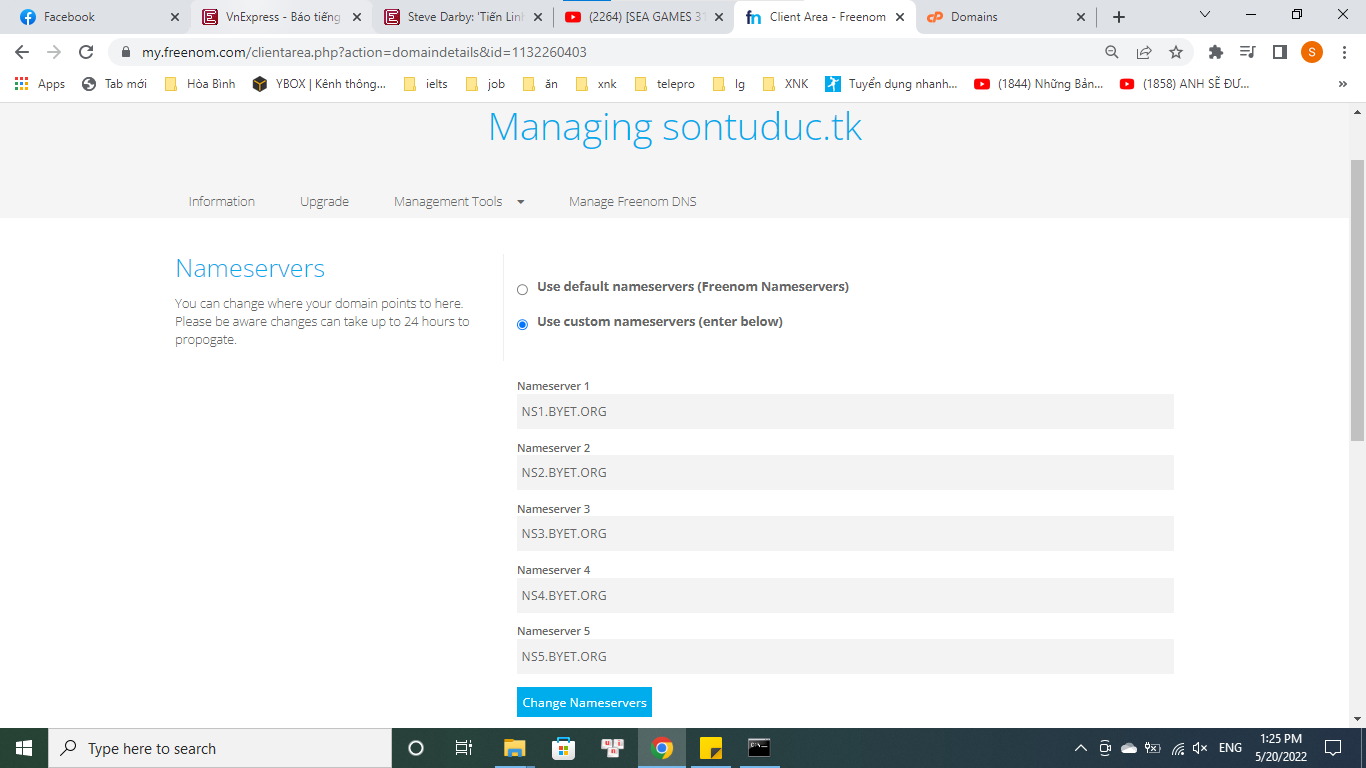 Facebook
VnExpress - Báo tiếng
Steve Darby: 'Tiến Linh
(2264) [SEA GAMES 31
Client Area - Freenom
Domains
my.freenom.com/clientarea.php?action=domaindetails&id=1132260403
S
Apps
Tab mới
Hòa Bình
YBOX | Kênh thông...
ielts
job
ăn
xnk
telepro
lg
XNK
Tuyển dụng nhanh...
(1844) Những Bản...
(1858) ANH SẼ ĐƯ...
Managing sontuduc.tk
Information
Upgrade
Management Tools
Manage Freenom DNS
Nameservers
You can change where your domain points to here.
Please be aware changes can take up to 24 hours to
propogate.
Use default nameservers (Freenom Nameservers)
Use custom nameservers (enter below)
Nameserver 1
NS1.BYET.ORG
Nameserver 2
NS2.BYET.ORG
Nameserver 3
NS3.BYET.ORG
Nameserver 4
NS4.BYET.ORG
Nameserver 5
NS5.BYET.ORG
Change Nameservers
Type here to search
ENG
1:25 PM
5/20/2022